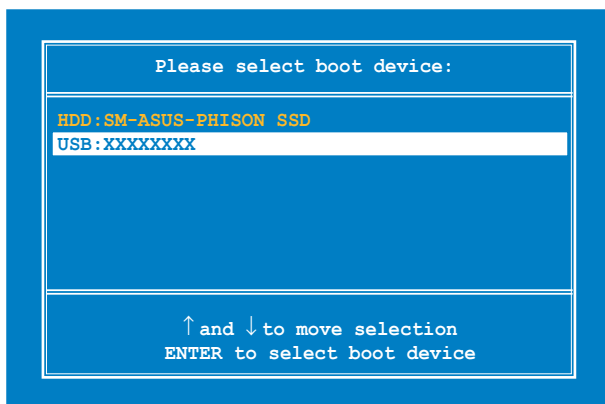 Please select boot device:
HDD:SM-ASUS-PHISON SSD
USB:XXXXXXXX
↑ and ↓ to move selection
ENTER to select boot device